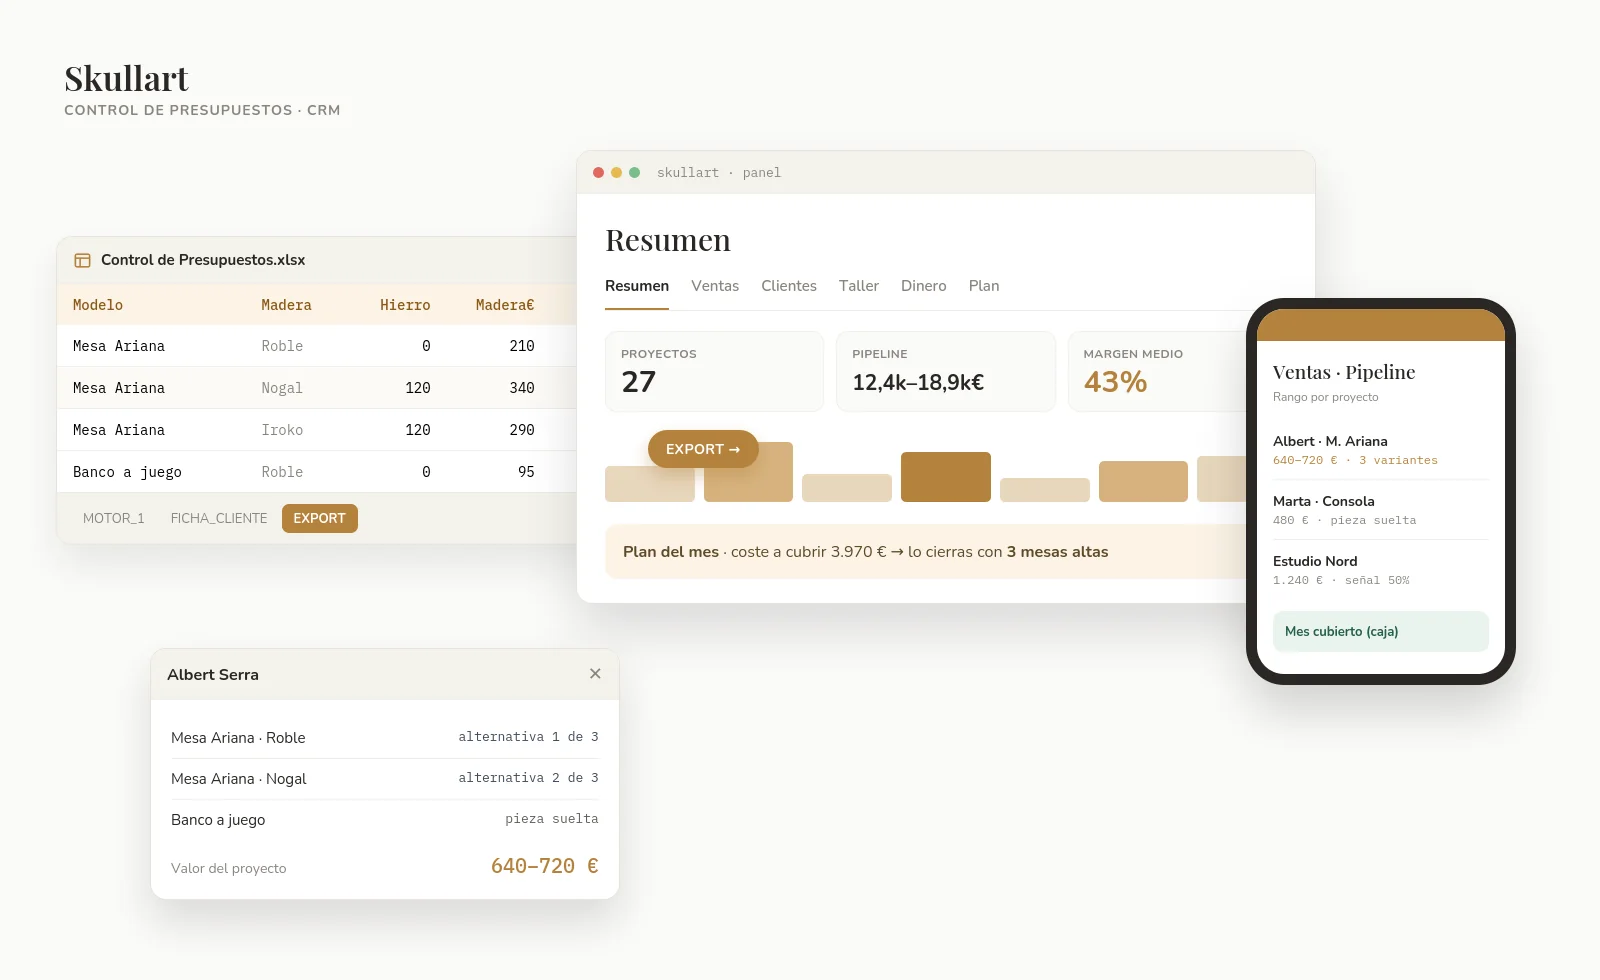 Skullart
CONTROL DE PRESUPUESTOS · CRM
skullart · panel
Resumen
Resumen Ventas Clientes Taller Dinero Plan
PROYECTOS
27
PIPELINE
12,4k–18,9k€
MARGEN MEDIO
43%
EXPORT →
Plan del mes · coste a cubrir 3.970 € → lo cierras con 3 mesas altas
Control de Presupuestos.xlsx
Modelo Madera Hierro Madera€
Mesa Ariana Roble 0 210
Mesa Ariana Nogal 120 340
Mesa Ariana Iroko 120 290
Banco a juego Roble 0 95
MOTOR_1 FICHA_CLIENTE EXPORT
Ventas · Pipeline
Rango por proyecto
Albert · M. Ariana
640–720 € · 3 variantes
Marta · Consola
480 € · pieza suelta
Estudio Nord
1.240 € · señal 50%
Mes cubierto (caja)
Albert Serra ✕
Mesa Ariana · Roble alternativa 1 de 3
Mesa Ariana · Nogal alternativa 2 de 3
Banco a juego pieza suelta
Valor del proyecto 640–720 €